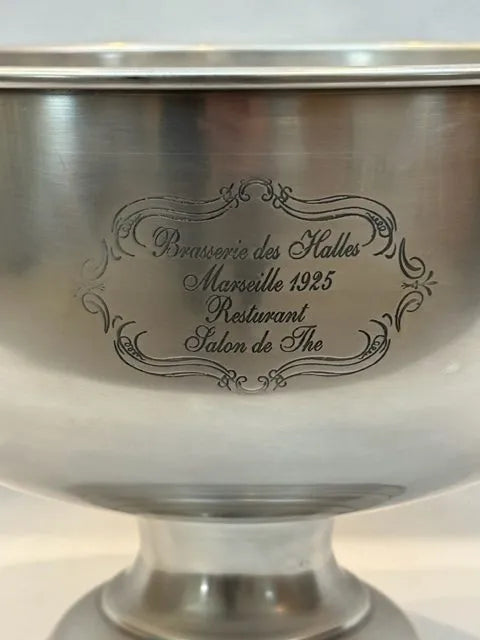 Brasserie des Halles
Marseille 1925
Resturant
Salon de The